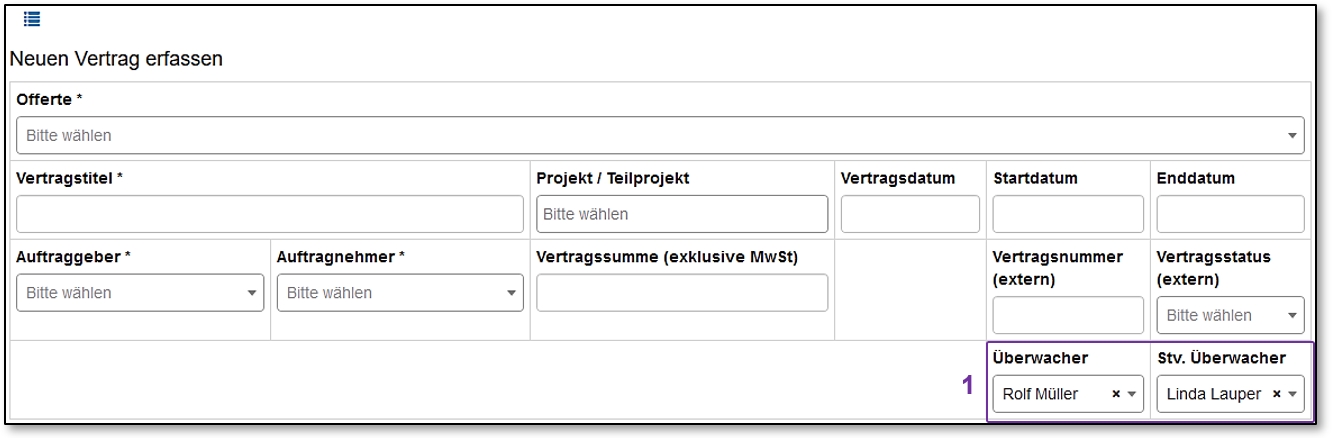 Neuen Vertrag erfassen
Offerte *
Bitte wählen
Vertragstitel *
Projekt / Teilprojekt
Vertragsdatum
Startdatum
Enddatum
Bitte wählen
Auftraggeber *
Auftragnehmer *
Vertragssumme (exklusive MwSt)
Vertragsnummer
(extern)
Vertragsstatus
(extern)
Bitte wählen
Bitte wählen
Bitte wählen
1
Überwacher
Stv. Überwacher
Rolf Müller ×
Linda Lauper ×